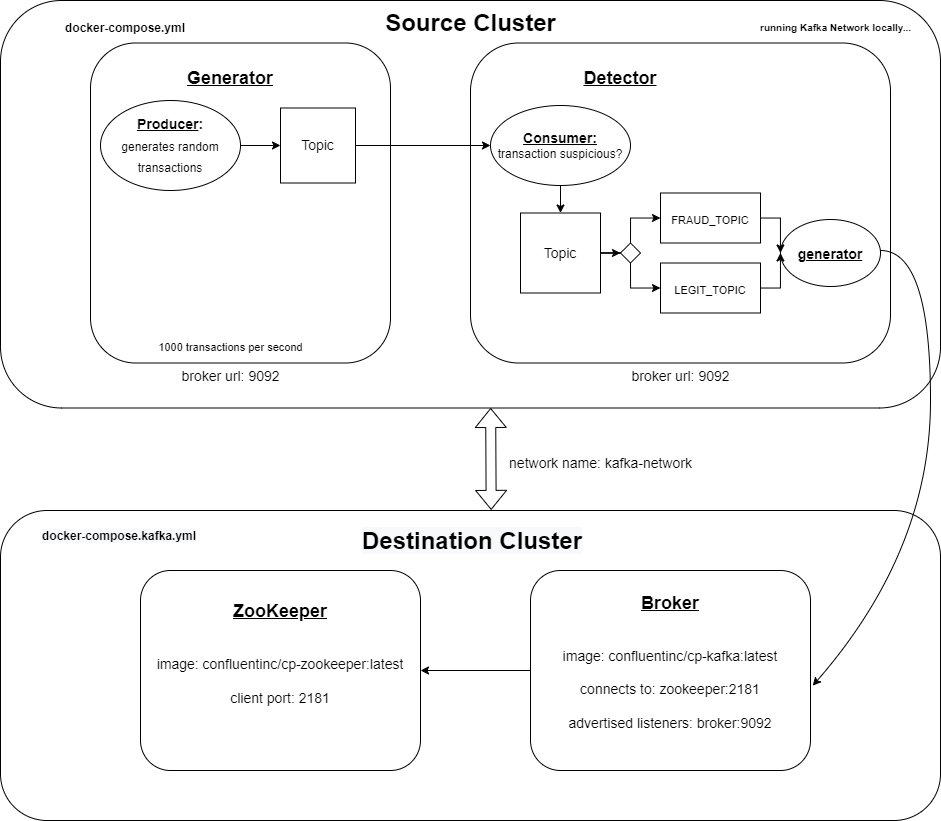 docker-compose.yml
Source Cluster
running Kafka Network locally...
Generator
Producer:
generates random
transactions
Topic
1000 transactions per second
broker url: 9092
Detector
Consumer:
transaction suspicious?
Topic
FRAUD_TOPIC
LEGIT_TOPIC
generator
broker url: 9092
network name: kafka-network
docker-compose.kafka.yml
Destination Cluster
ZooKeeper
image: confluentinc/cp-zookeeper:latest
client port: 2181
Broker
image: confluentinc/cp-kafka:latest
connects to: zookeeper:2181
advertised listeners: broker:9092